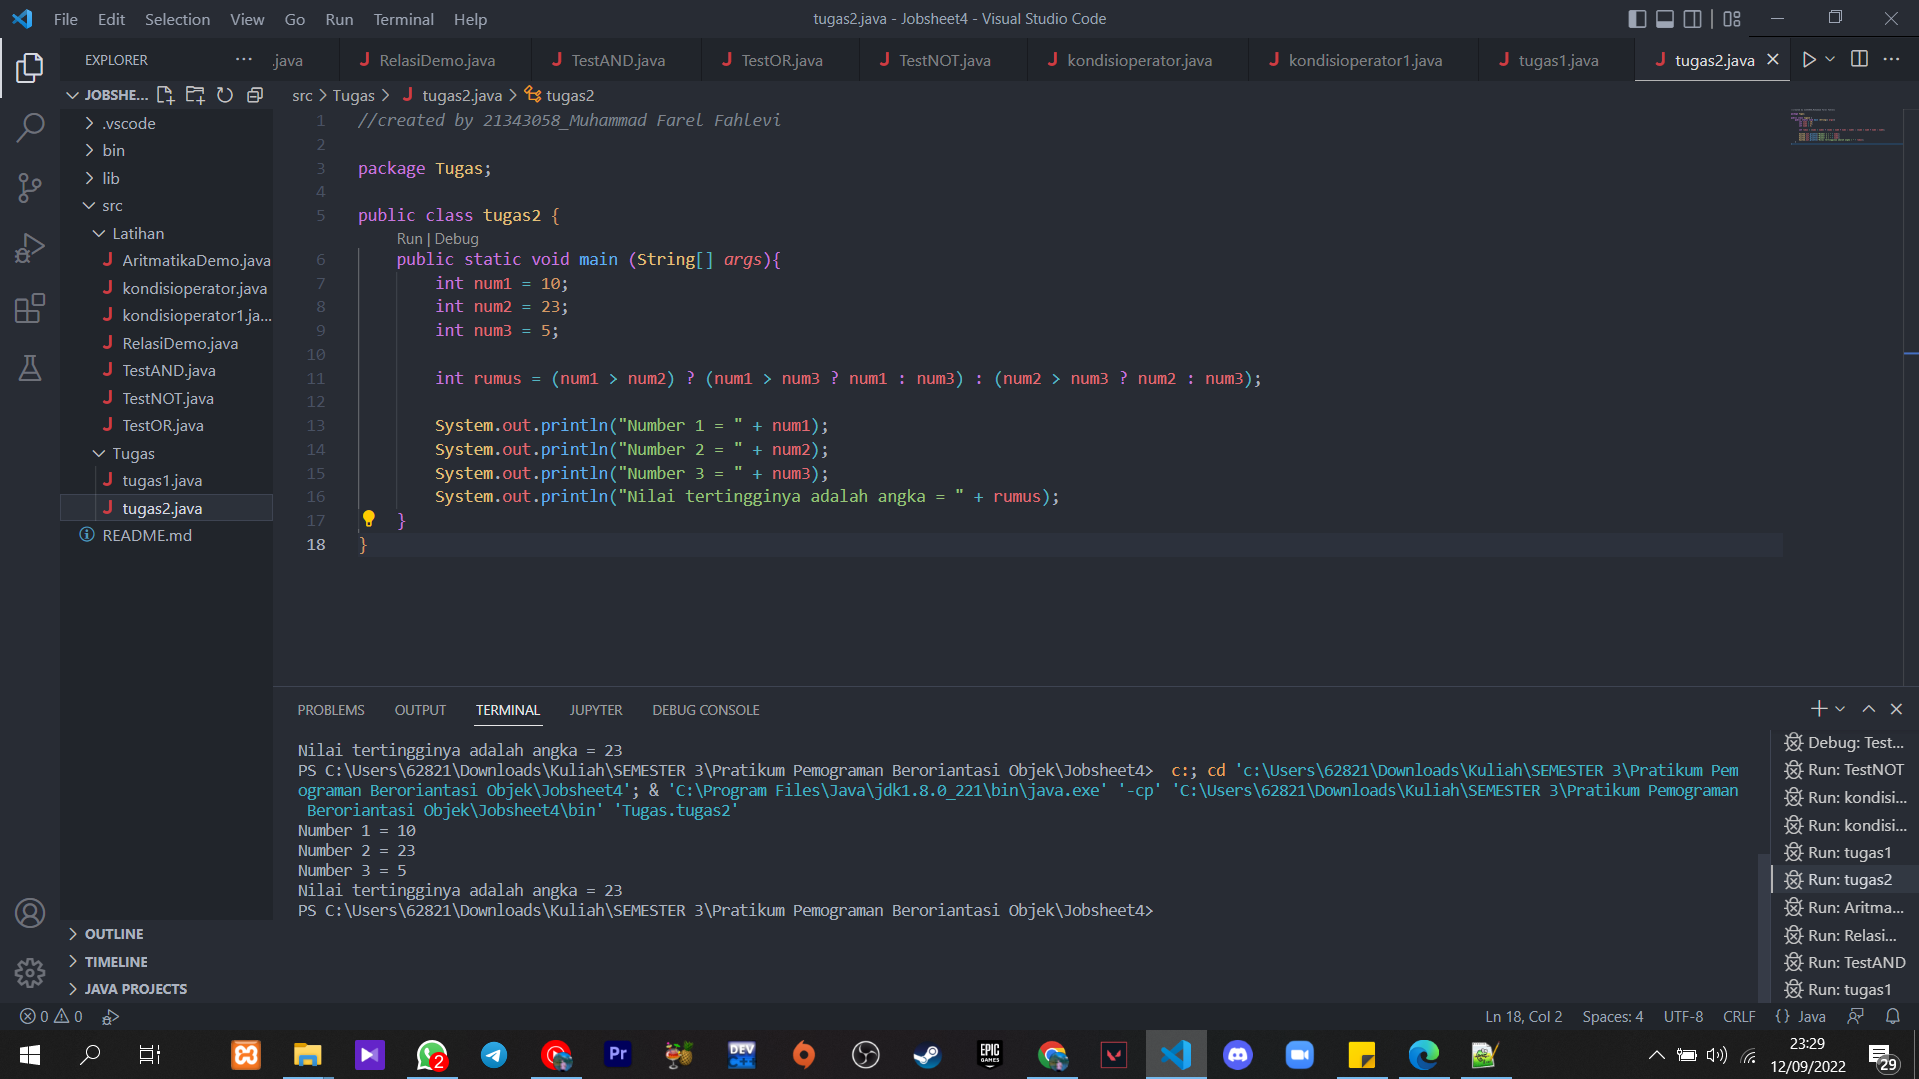 File Edit Selection View Go Run Terminal Help
tugas2.java - Jobsheet4 - Visual Studio Code
EXPLORER
.java RelasiDemo.java TestAND.java TestOR.java TestNOT.java kondisioperator.java kondisioperator1.java tugas1.java tugas2.java
JOBSHE...
.vscode
bin
lib
src
Latihan
AritmatikaDemo.java
kondisioperator.java
kondisioperator1.ja...
RelasiDemo.java
TestAND.java
TestNOT.java
TestOR.java
Tugas
tugas1.java
tugas2.java
README.md
OUTLINE
TIMELINE
JAVA PROJECTS
src > Tugas > tugas2.java > tugas2
1 //created by 21343058_Muhammad Farel Fahlevi
2
3 package Tugas;
4
5 public class tugas2 {
Run | Debug
6 public static void main (String[] args){
7 int num1 = 10;
8 int num2 = 23;
9 int num3 = 5;
10
11 int rumus = (num1 > num2) ? (num1 > num3 ? num1 : num3) : (num2 > num3 ? num2 : num3);
12
13 System.out.println("Number 1 = " + num1);
14 System.out.println("Number 2 = " + num2);
15 System.out.println("Number 3 = " + num3);
16 System.out.println("Nilai tertingginya adalah angka = " + rumus);
17 }
18 }
PROBLEMS OUTPUT TERMINAL JUPYTER DEBUG CONSOLE
Nilai tertingginya adalah angka = 23
PS C:\Users\62821\Downloads\Kuliah\SEMESTER 3\Pratikum Pemograman Beroriantasi Objek\Jobsheet4> c:; cd 'c:\Users\62821\Downloads\Kuliah\SEMESTER 3\Pratikum Pem
ograman Beroriantasi Objek\Jobsheet4'; & 'C:\Program Files\Java\jdk1.8.0_221\bin\java.exe' '-cp' 'C:\Users\62821\Downloads\Kuliah\SEMESTER 3\Pratikum Pemograman
Beroriantasi Objek\Jobsheet4\bin' 'Tugas.tugas2'
Number 1 = 10
Number 2 = 23
Number 3 = 5
Nilai tertingginya adalah angka = 23
PS C:\Users\62821\Downloads\Kuliah\SEMESTER 3\Pratikum Pemograman Beroriantasi Objek\Jobsheet4>
Debug: Test...
Run: TestNOT
Run: kondisi...
Run: kondisi...
Run: tugas1
Run: tugas2
Run: Aritma...
Run: Relasi...
Run: TestAND
Run: tugas1
0 0
Ln 18, Col 2 Spaces: 4 UTF-8 CRLF {} Java
2
Pr
DEV
EPIC
GAMES
23:29
12/09/2022
29